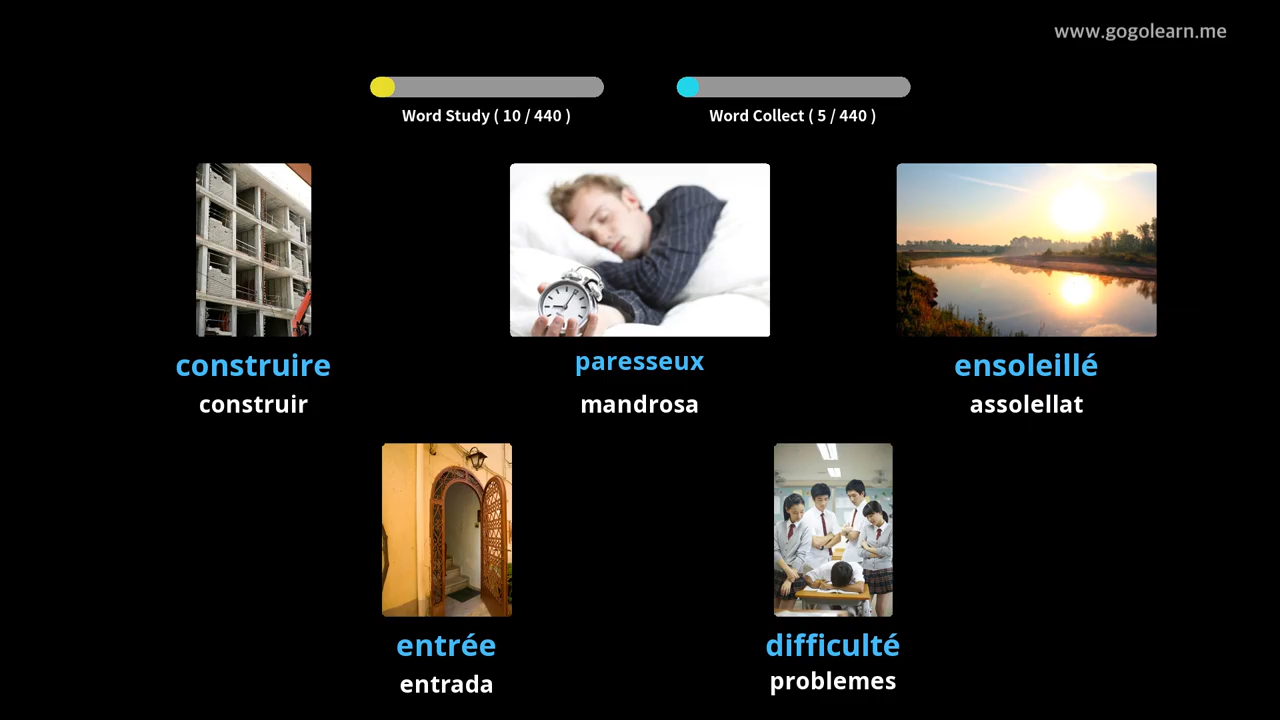 www.gogolearn.me
Word Study ( 10 / 440 )
Word Collect ( 5 / 440 )
construire
construir
paresseux
mandrosa
ensoleillé
assolellat
entrée
entrada
difficulté
problemes